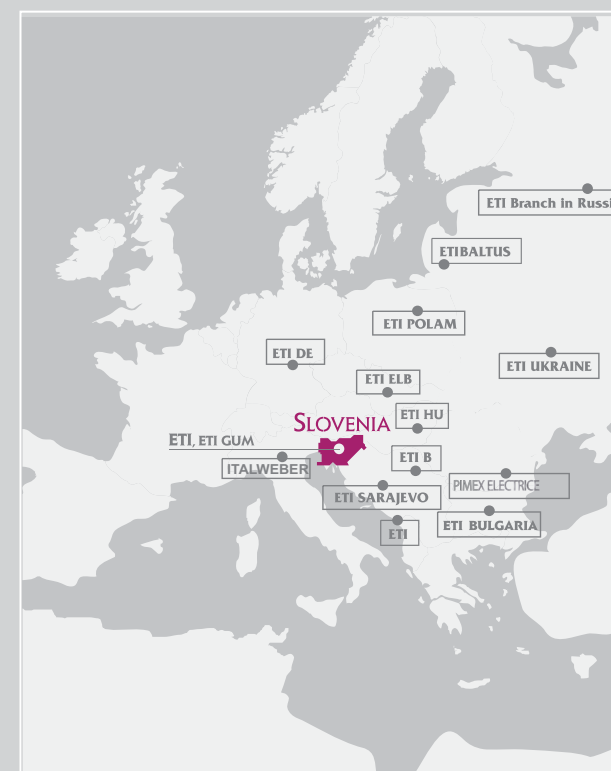 ETI Branch in Russi
ETIBALTUS
ETI POLAM
ETI DE
ETI UKRAINE
ETI ELB
ETI HU
SLOVENIA
ETI, ETI GUM
ETI B
ITALWEBER
PIMEX ELECTRICE
ETI SARAJEVO
ETI BULGARIA
ETI